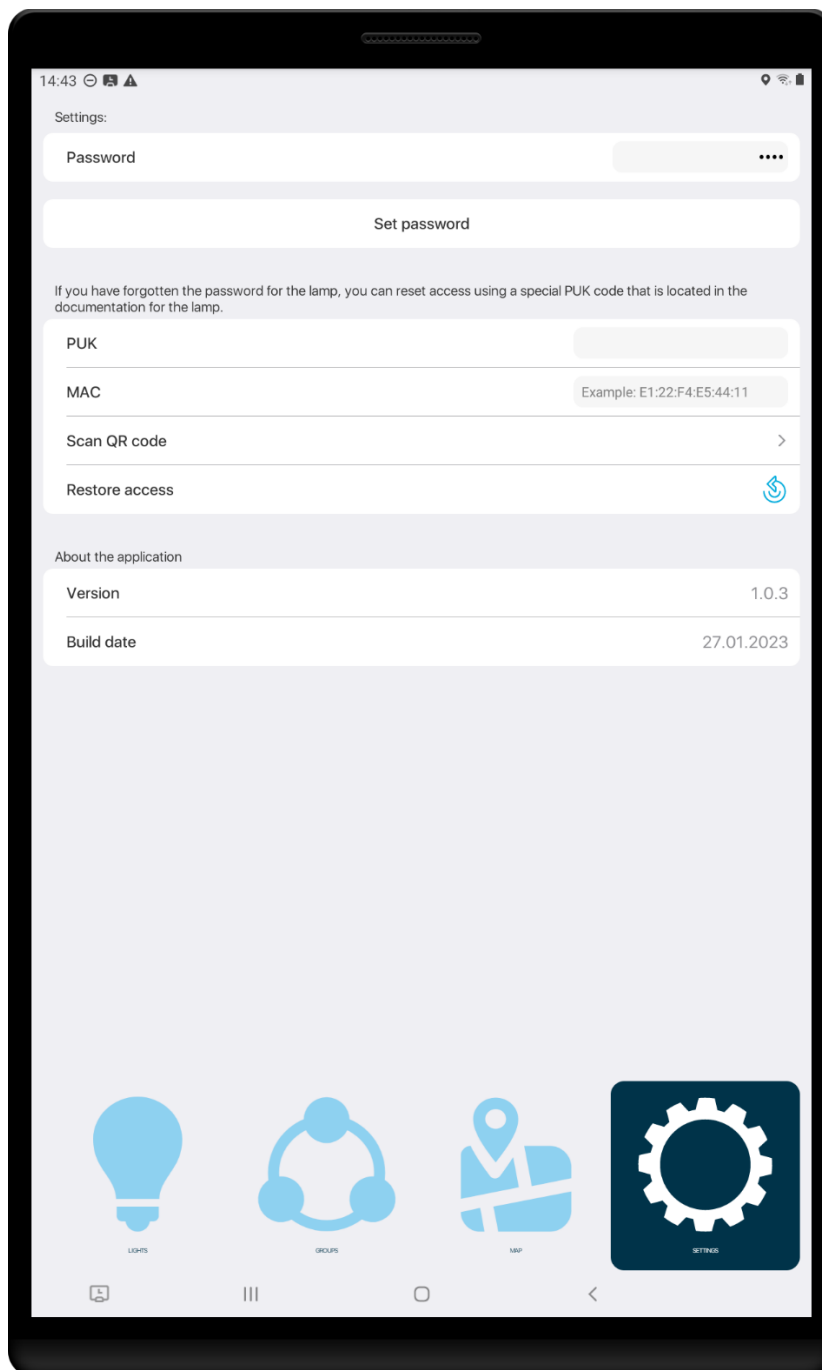 14:43
Settings:
Password ••••
Set password
If you have forgotten the password for the lamp, you can reset access using a special PUK code that is located in the
documentation for the lamp.
PUK
MAC Example: E1:22:F4:E5:44:11
Scan QR code
Restore access
About the application
Version 1.0.3
Build date 27.01.2023
LIGHTS GROUPS MAP SETTINGS